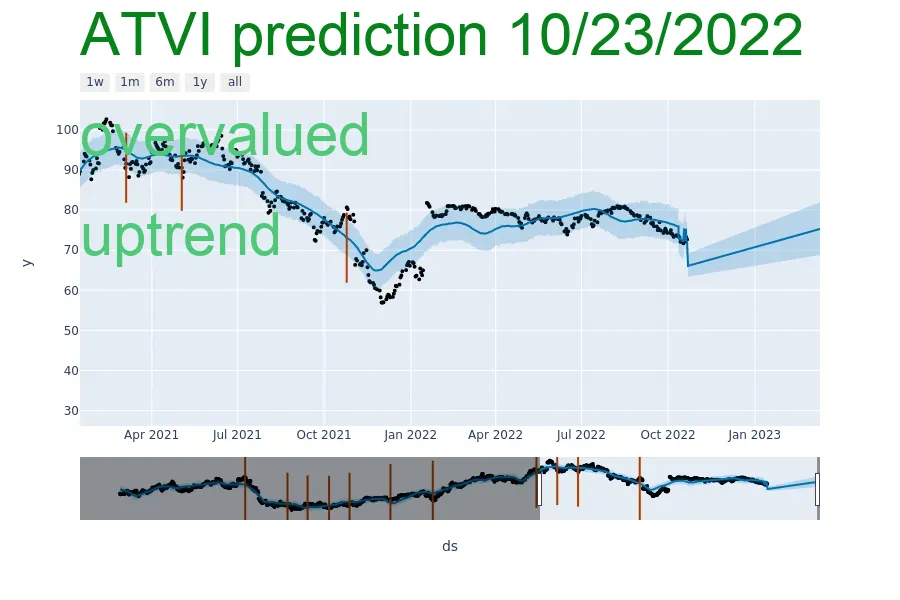 ATVI prediction 10/23/2022
1w 1m 6m 1y all
overvalued
uptrend
100
90
80
70
60
50
40
30
y
Apr 2021 Jul 2021 Oct 2021 Jan 2022 Apr 2022 Jul 2022 Oct 2022 Jan 2023
ds